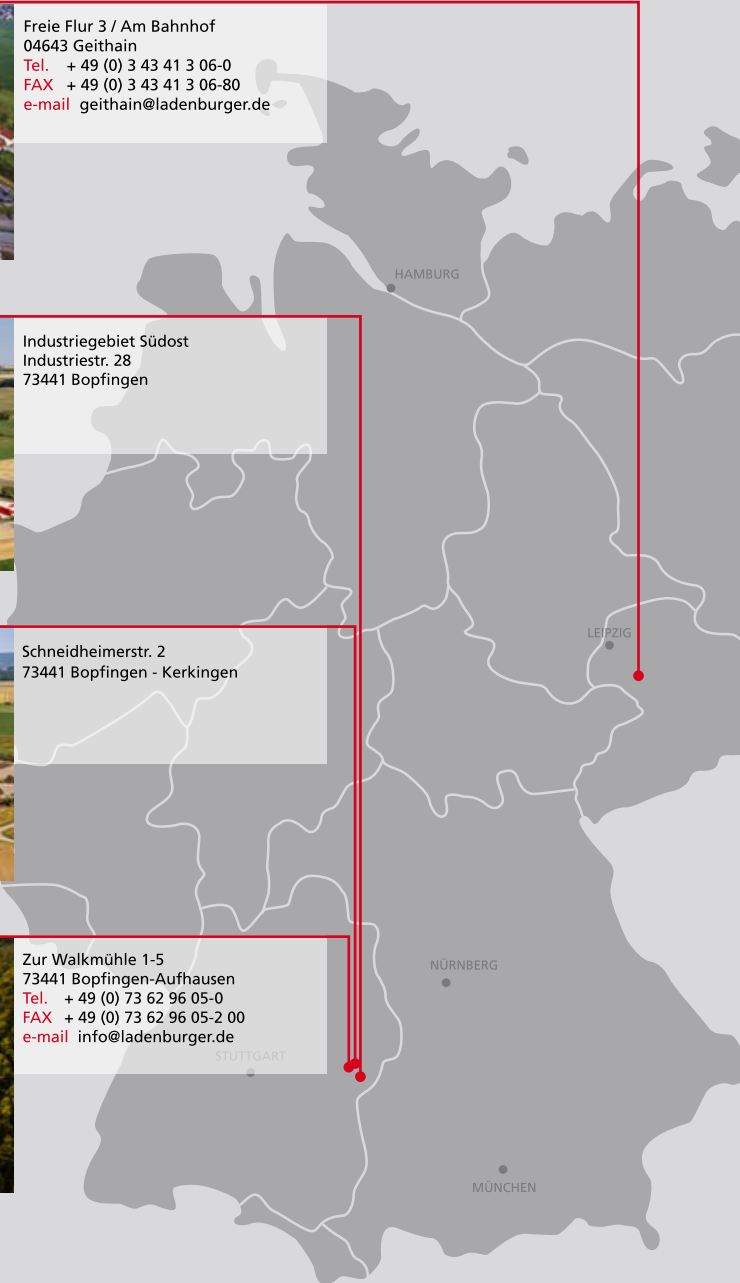 Freie Flur 3 / Am Bahnhof
04643 Geithain
Tel. + 49 (0) 3 43 41 3 06-0
FAX + 49 (0) 3 43 41 3 06-80
e-mail geithain@ladenburger.de
HAMBURG
Industriegebiet Südost
Industriestr. 28
73441 Bopfingen
LEIPZIG
Schneidheimerstr. 2
73441 Bopfingen - Kerkingen
Zur Walkmühle 1-5
73441 Bopfingen-Aufhausen
Tel. + 49 (0) 73 62 96 05-0
FAX + 49 (0) 73 62 96 05-2 00
e-mail info@ladenburger.de
NÜRNBERG
STUTTGART
MÜNCHEN